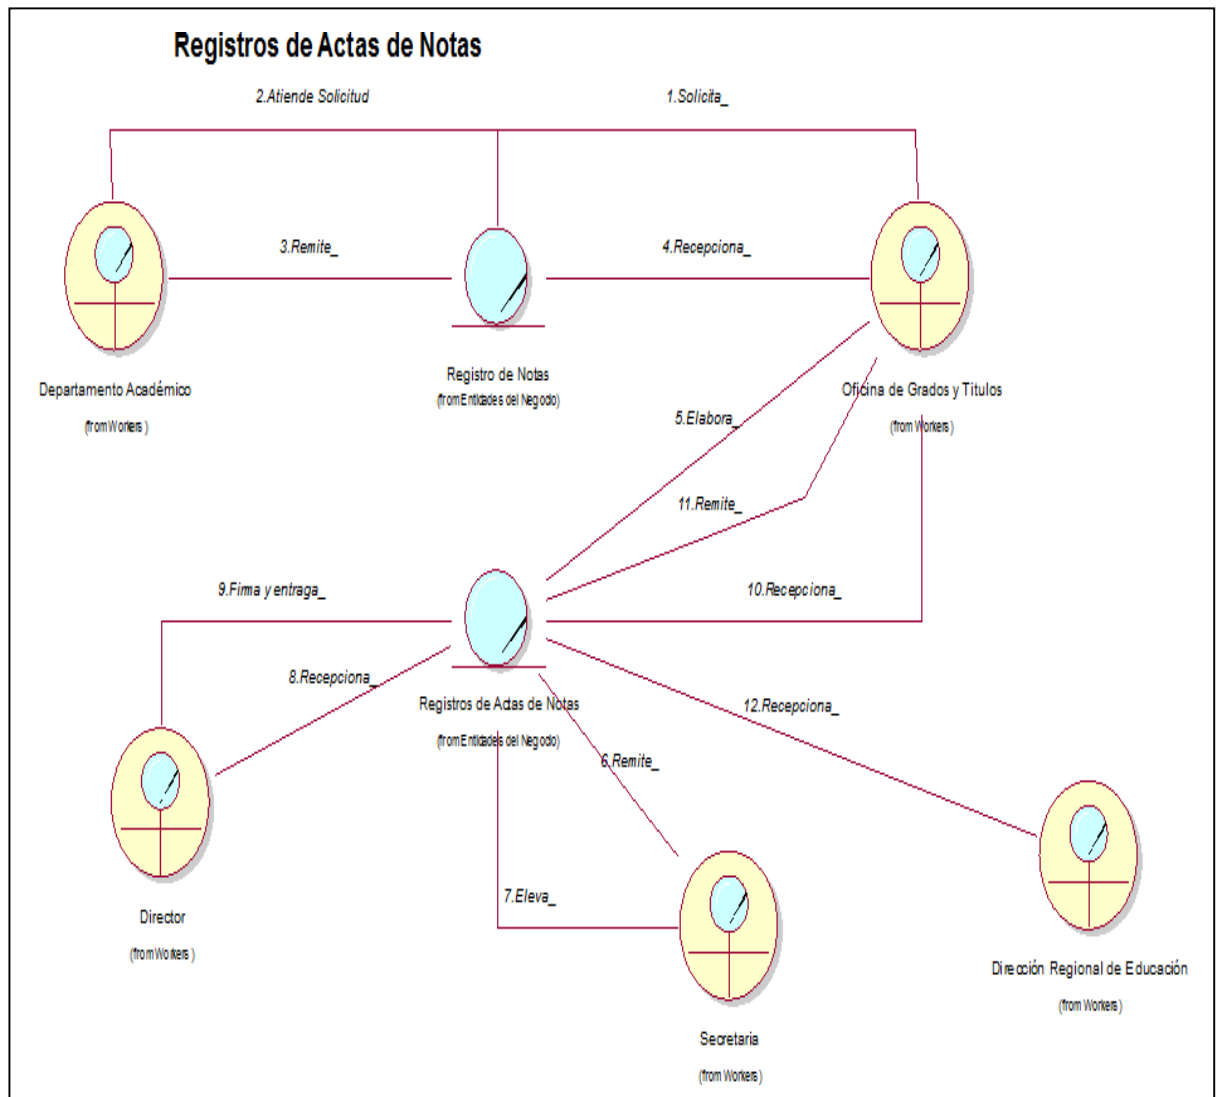 Registros de Actas de Notas
2.Atiende Solicitud
1.Solicita_
3.Remite_
4.Recepciona_
Departamento Académico
(from Workers )
Registro de Notas
(from Entidades del Negocio)
Oficina de Grados y Titulos
(from Workers )
5.Elabora_
11.Remite_
9.Firma y entraga_
10.Recepciona_
8.Recepciona_
Registros de Actas de Notas
(from Entidades del Negocio)
12.Recepciona_
6.Remite_
7.Eleva_
Director
(from Workers )
Dirección Regional de Educación
(from Workers )
Secretaria
(from Workers )